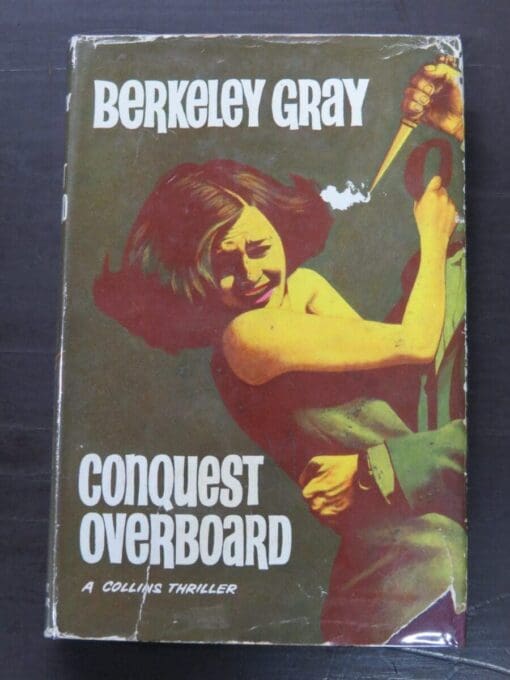 BERKELEY GRAY
CONQUEST
OVERBOARD
A COLLINS THRILLER